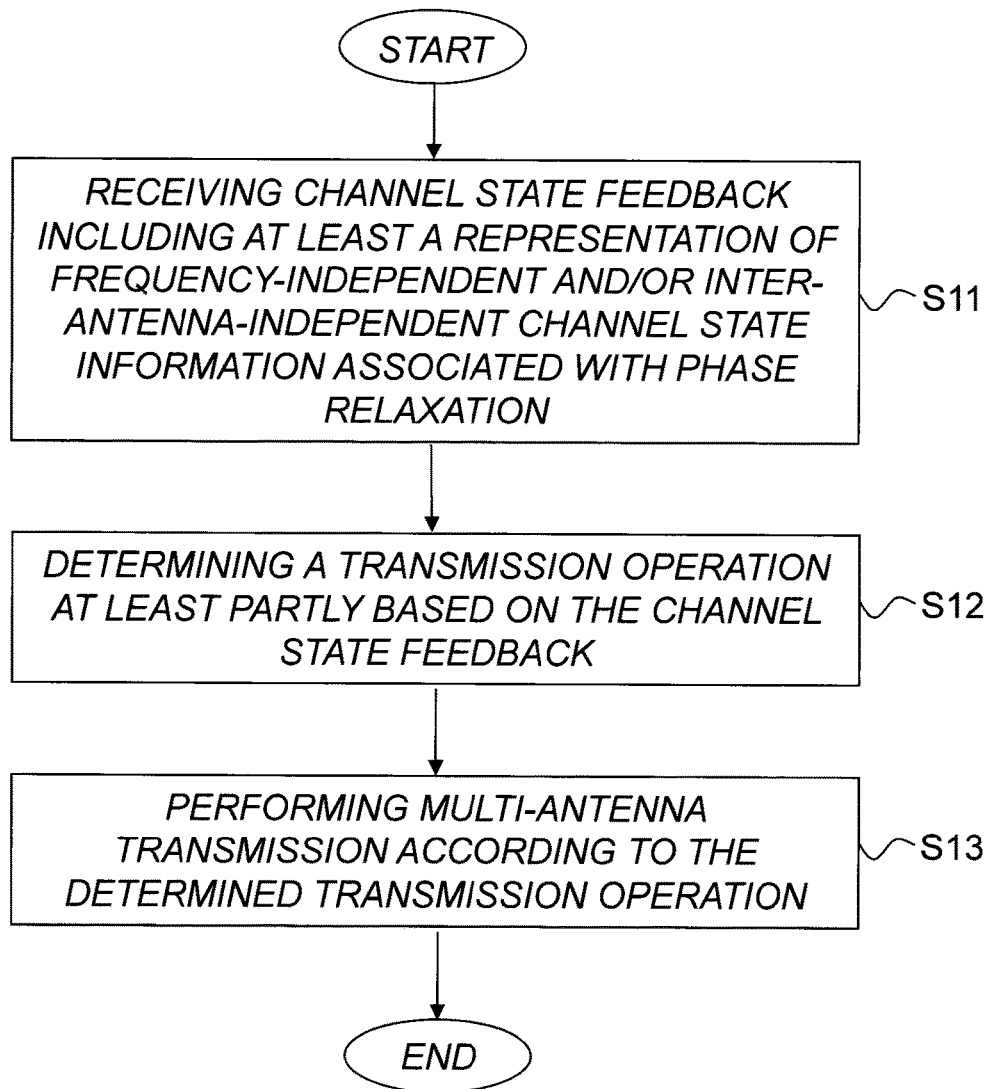 START
RECEIVING CHANNEL STATE FEEDBACK
INCLUDING AT LEAST A REPRESENTATION OF
FREQUENCY-INDEPENDENT AND/OR INTER-
ANTENNA-INDEPENDENT CHANNEL STATE
INFORMATION ASSOCIATED WITH PHASE
RELAXATION
S11
DETERMINING A TRANSMISSION OPERATION
AT LEAST PARTLY BASED ON THE CHANNEL
STATE FEEDBACK
S12
PERFORMING MULTI-ANTENNA
TRANSMISSION ACCORDING TO THE
DETERMINED TRANSMISSION OPERATION
S13
END